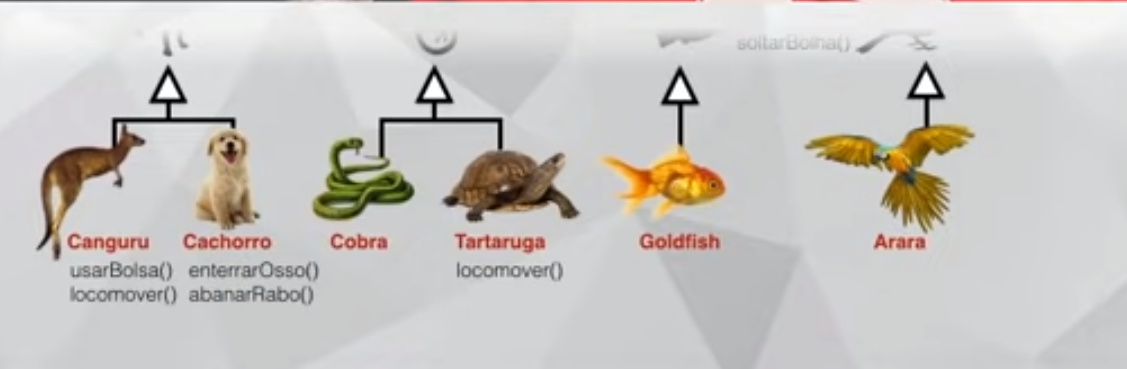 soltarBolha()
Canguru
usarBolsa()
locomover()
Cachorro
enterrarOsso()
abanarRabo()
Cobra
Tartaruga
locomover()
Goldfish
Arara